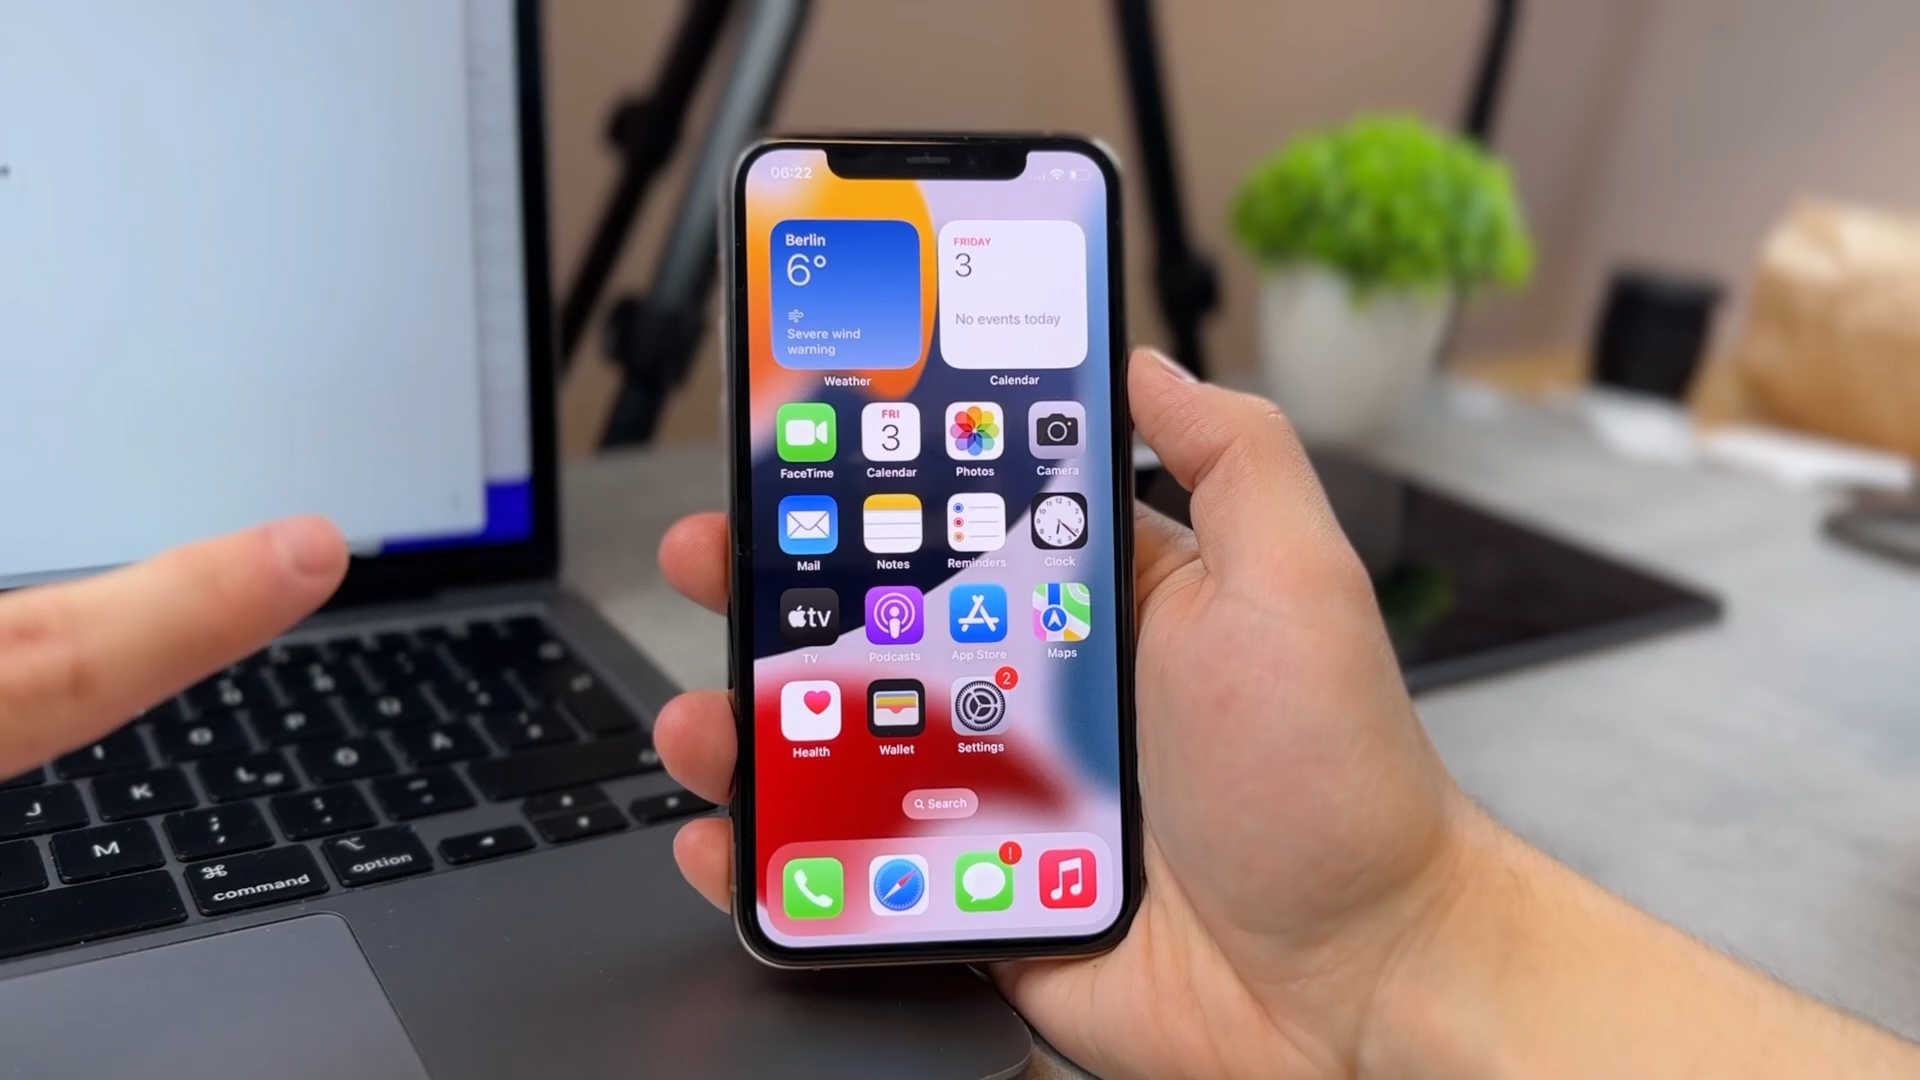 06:22
Berlin
6°
Severe wind
warning
Weather
FRIDAY
3
No events today
Calendar
FRI
3
FaceTime
Calendar
Photos
Camera
Mail
Notes
Reminders
Clock
tv
TV
Podcasts
App Store
Maps
2
Health
Wallet
Settings
Search
!
J
K
L
M
;
,
⌘
command
option